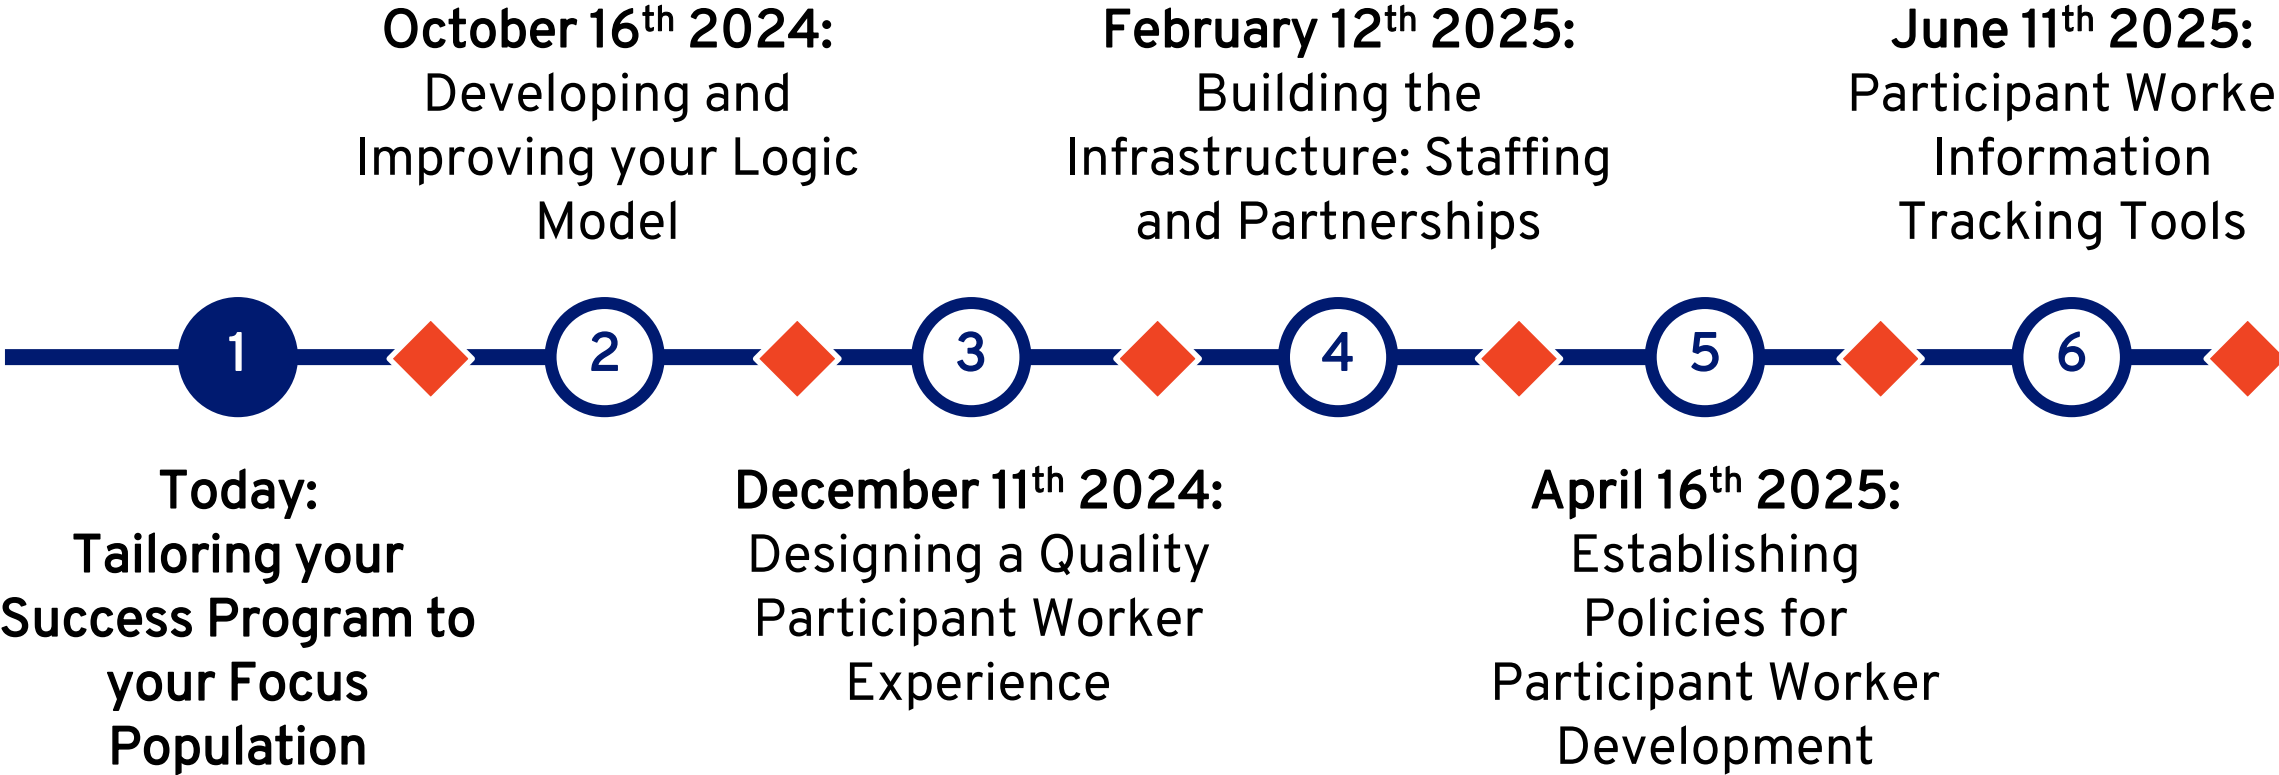 October 16th 2024:
Developing and
Improving your Logic
Model
February 12th 2025:
Building the
Infrastructure: Staffing
and Partnerships
June 11th 2025:
Participant Worke
Information
Tracking Tools
1
2
3
4
5
6
Today:
Tailoring your
Success Program to
your Focus
Population
December 11th 2024:
Designing a Quality
Participant Worker
Experience
April 16th 2025:
Establishing
Policies for
Participant Worker
Development